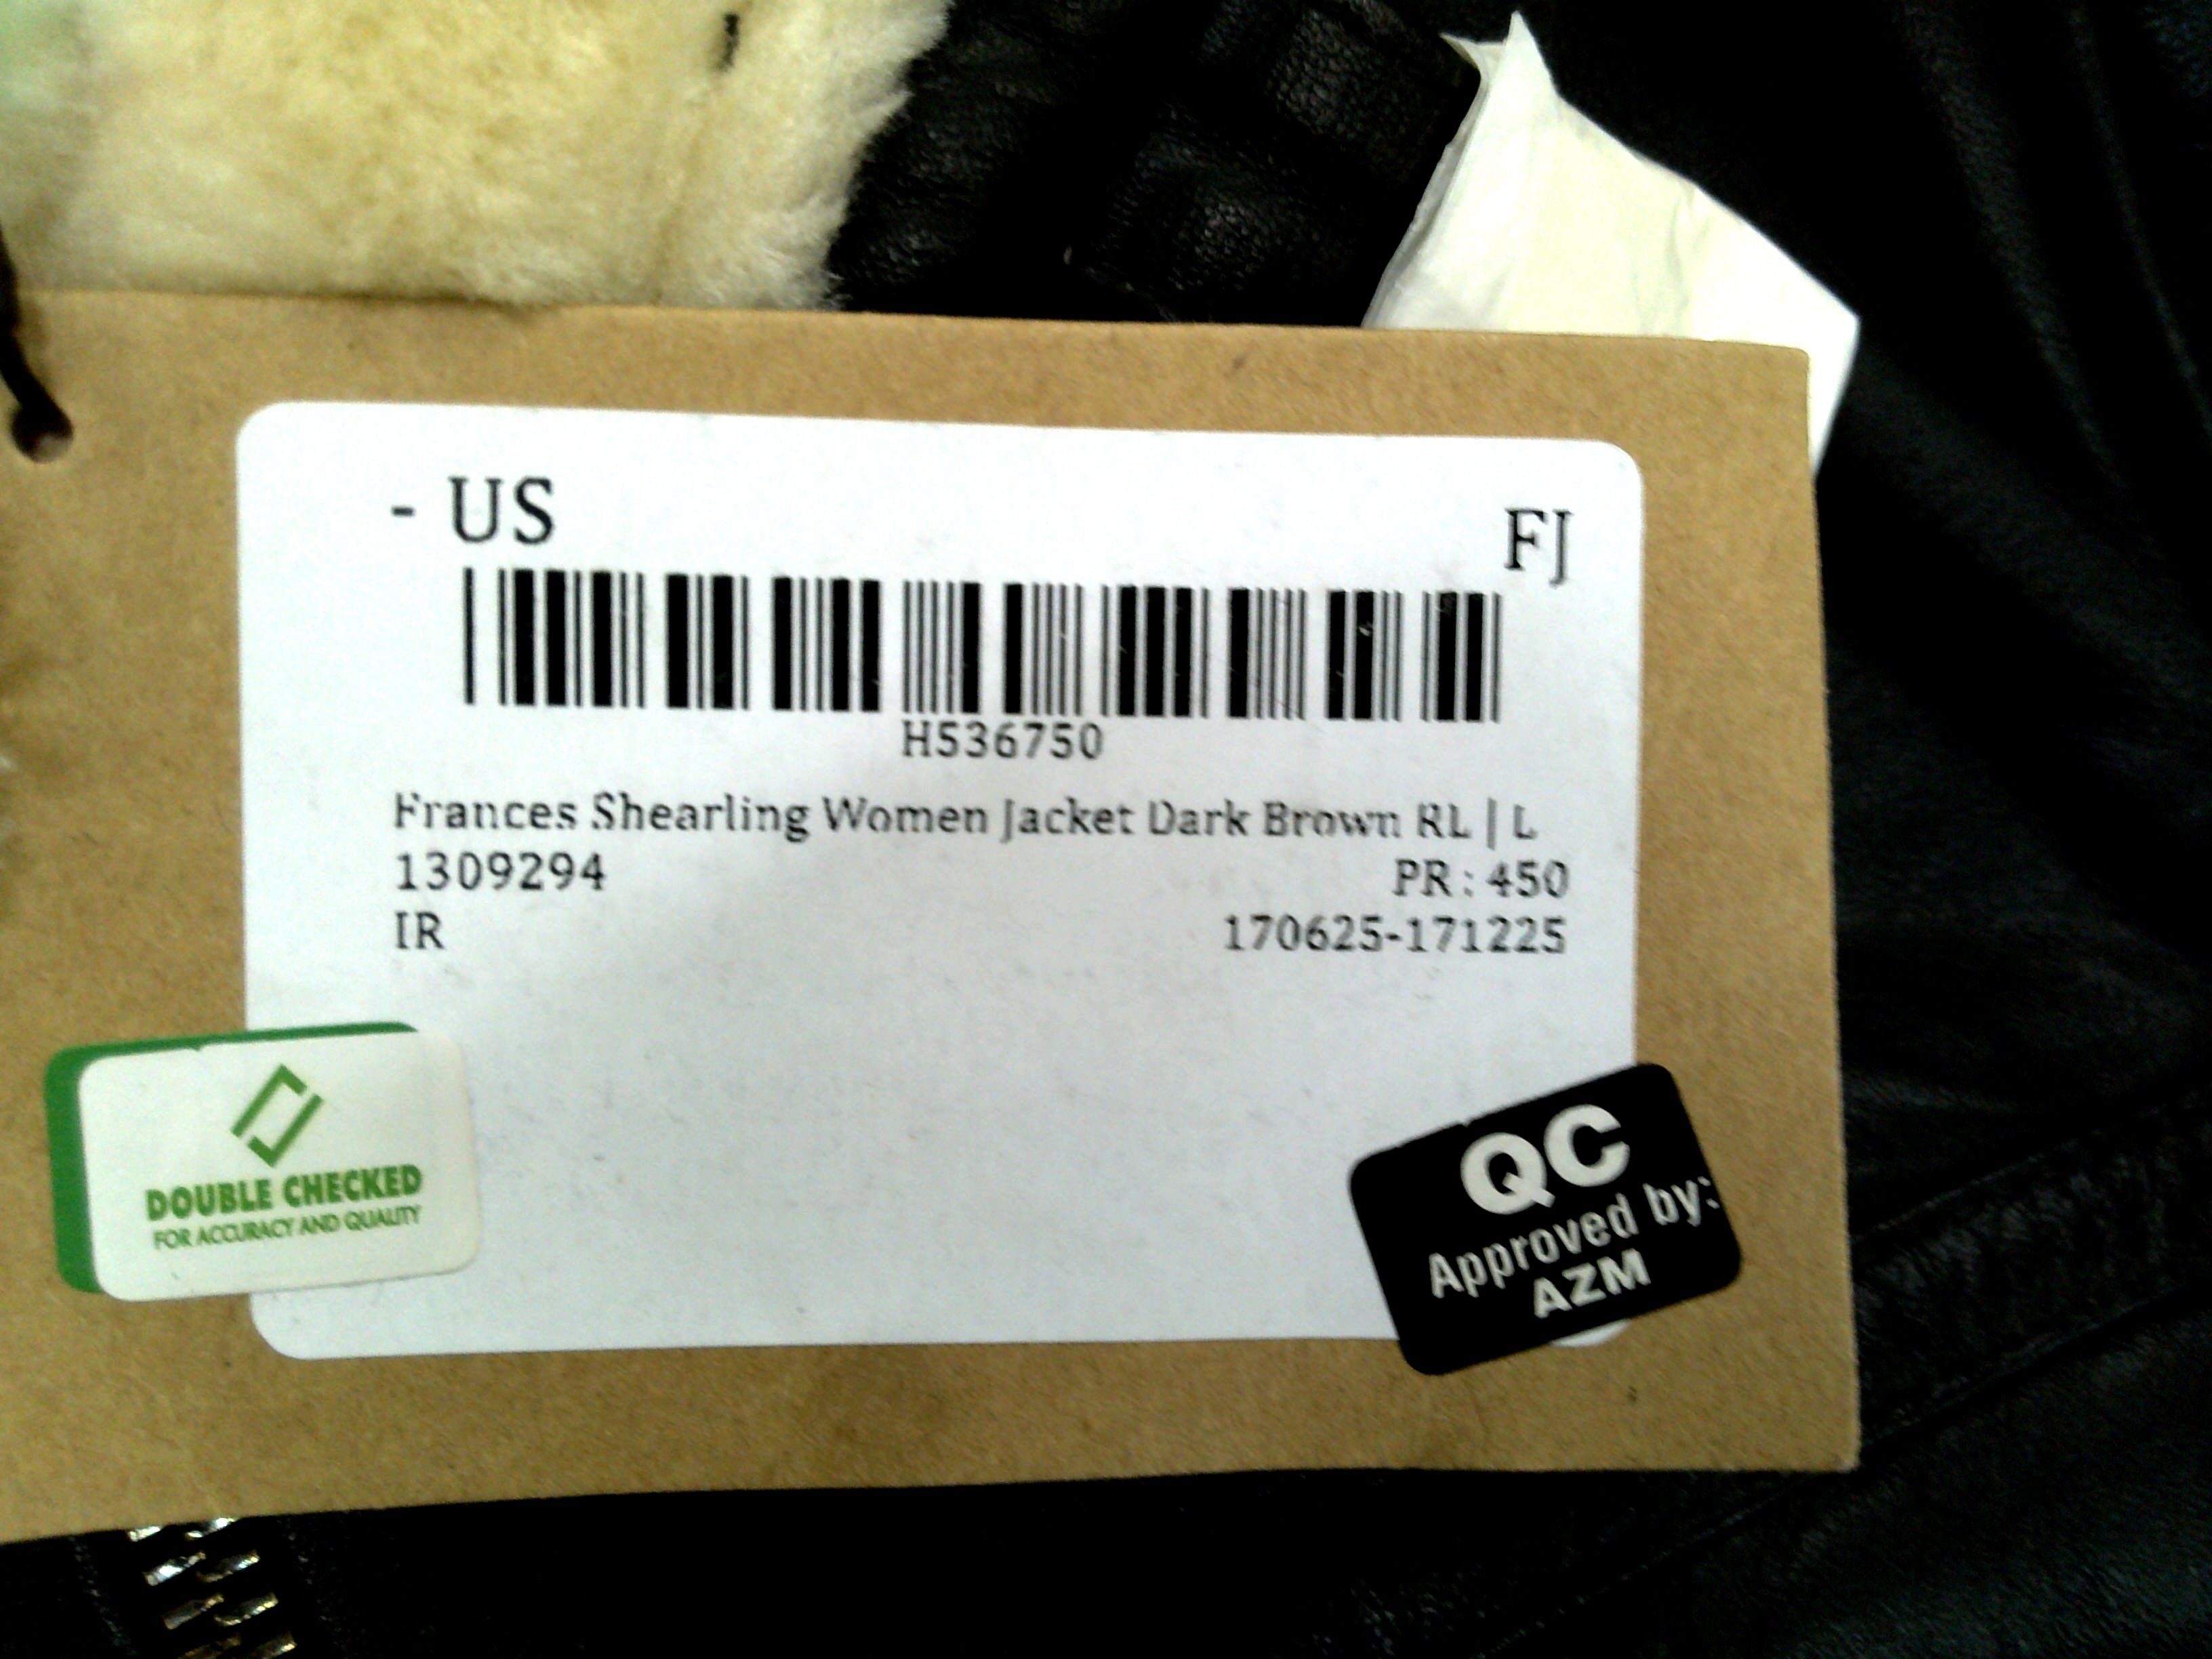 - US FJ
H536750
Frances Shearling Women Jacket Dark Brown RL | L
1309294 PR : 450
IR 170625-171225
DOUBLE CHECKED
FOR ACCURACY AND QUALITY
QC
Approved by:
AZM